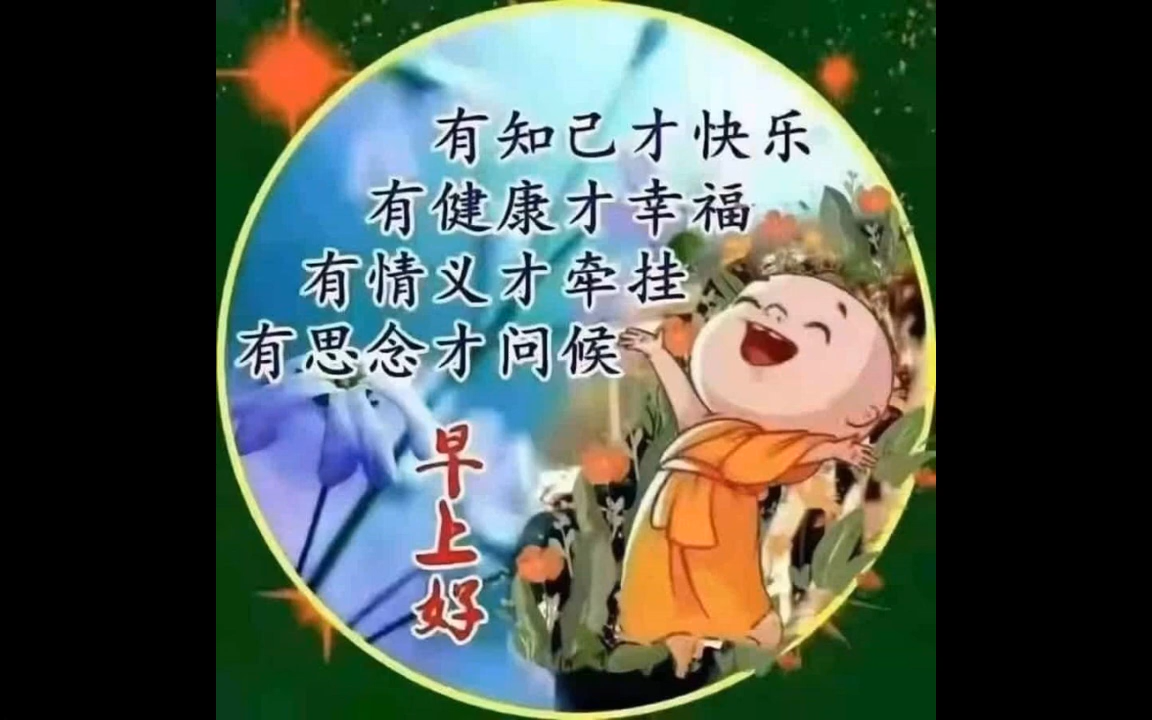 有知己才快乐
有健康才幸福
有情义才牵挂
有思念才问候
早上好